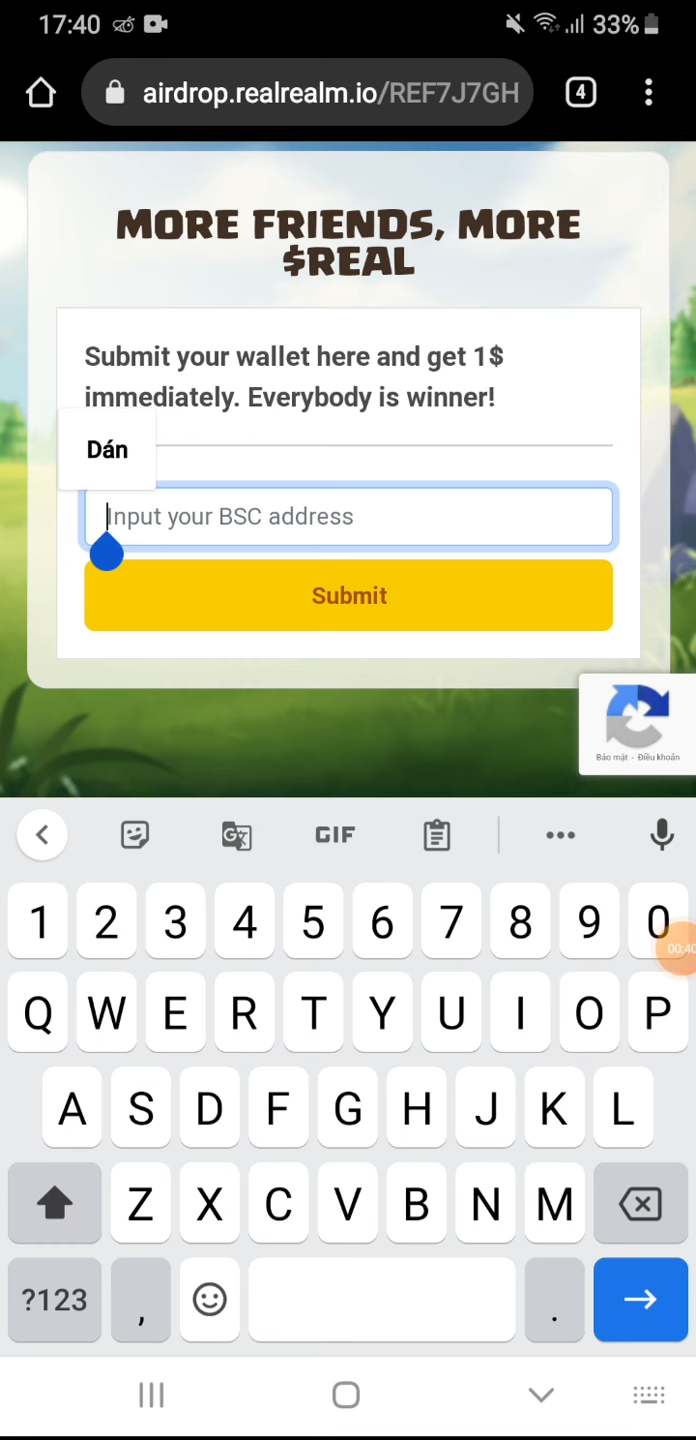 17:40
33%
airdrop.realrealm.io/REF7J7GH
4
MORE FRIENDS, MORE
$REAL
Submit your wallet here and get 1$
immediately. Everybody is winner!
Dán
Input your BSC address
Submit
Bảo mật - Điều khoản
GIF
1 2 3 4 5 6 7 8 9 0
00:40
Q W E R T Y U I O P
A S D F G H J K L
Z X C V B N M
?123 , .